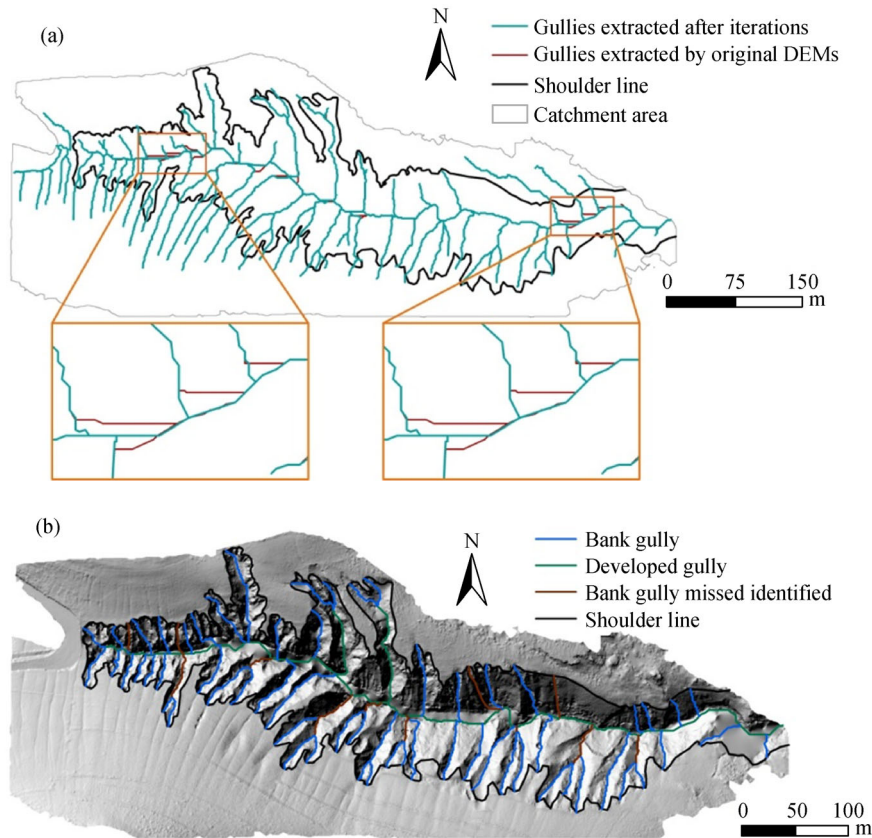 (a)
N
Gullies extracted after iterations
Gullies extracted by original DEMs
Shoulder line
Catchment area
0 75 150
m
(b)
N
Bank gully
Developed gully
Bank gully missed identified
Shoulder line
0 50 100
m